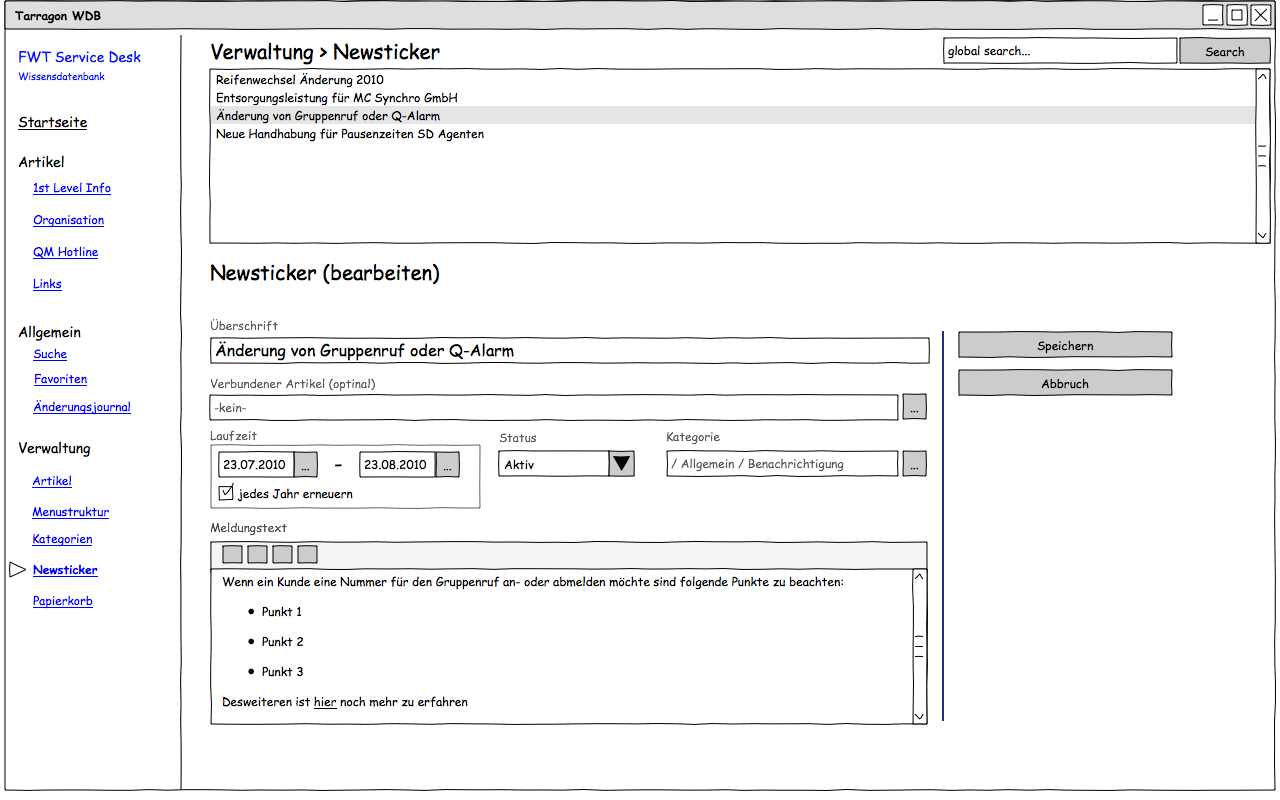 Tarragon WDB
FWT Service Desk
Wissensdatenbank
Startseite
Artikel
1st Level Info
Organisation
QM Hotline
Links
Allgemein
Suche
Favoriten
Änderungsjournal
Verwaltung
Artikel
Menustruktur
Kategorien
Newsticker
Papierkorb
Verwaltung > Newsticker
global search...
Search
Reifenwechsel Änderung 2010
Entsorgungsleistung für MC Synchro GmbH
Änderung von Gruppenruf oder Q-Alarm
Neue Handhabung für Pausenzeiten SD Agenten
Newsticker (bearbeiten)
Überschrift
Änderung von Gruppenruf oder Q-Alarm
Verbundener Artikel (optinal)
-kein- ...
Laufzeit
23.07.2010 ... - 23.08.2010 ...
jedes Jahr erneuern
Status
Aktiv
Kategorie
/ Allgemein / Benachrichtigung ...
Meldungstext
Wenn ein Kunde eine Nummer für den Gruppenruf an- oder abmelden möchte sind folgende Punkte zu beachten:
• Punkt 1
• Punkt 2
• Punkt 3
Desweiteren ist hier noch mehr zu erfahren
Speichern
Abbruch